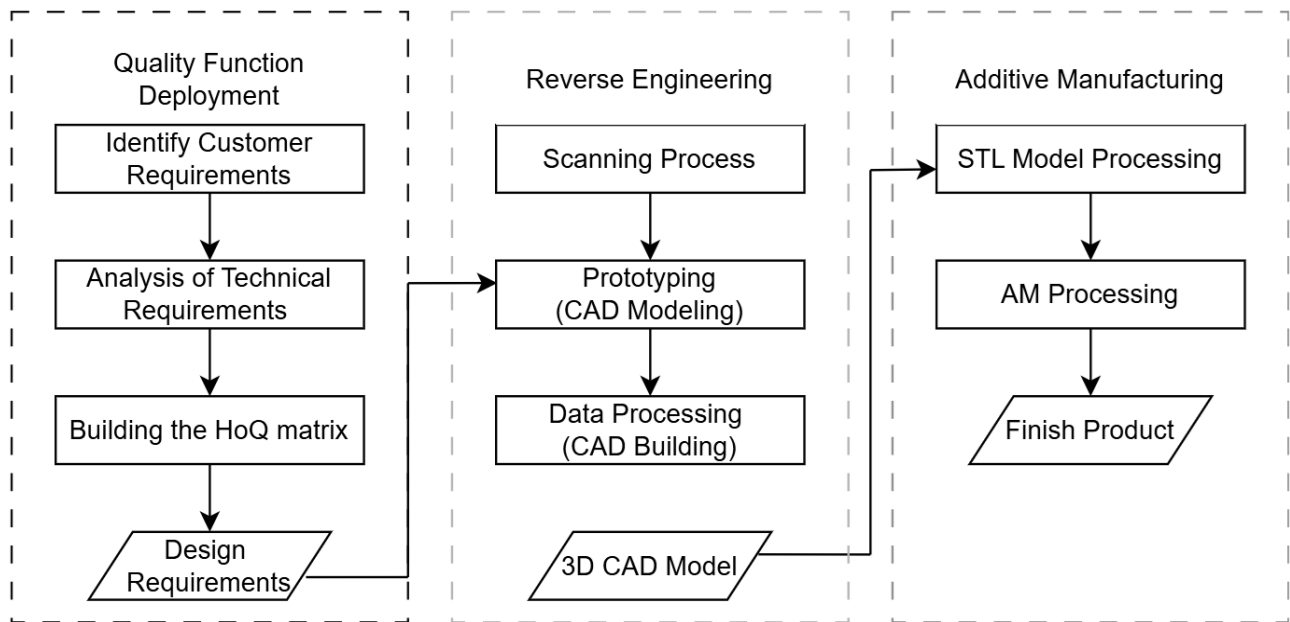 Quality Function
Deployment
Identify Customer
Requirements
Analysis of Technical
Requirements
Building the HoQ matrix
Design
Requirements
Reverse Engineering
Scanning Process
Prototyping
(CAD Modeling)
Data Processing
(CAD Building)
3D CAD Model
Additive Manufacturing
STL Model Processing
AM Processing
Finish Product